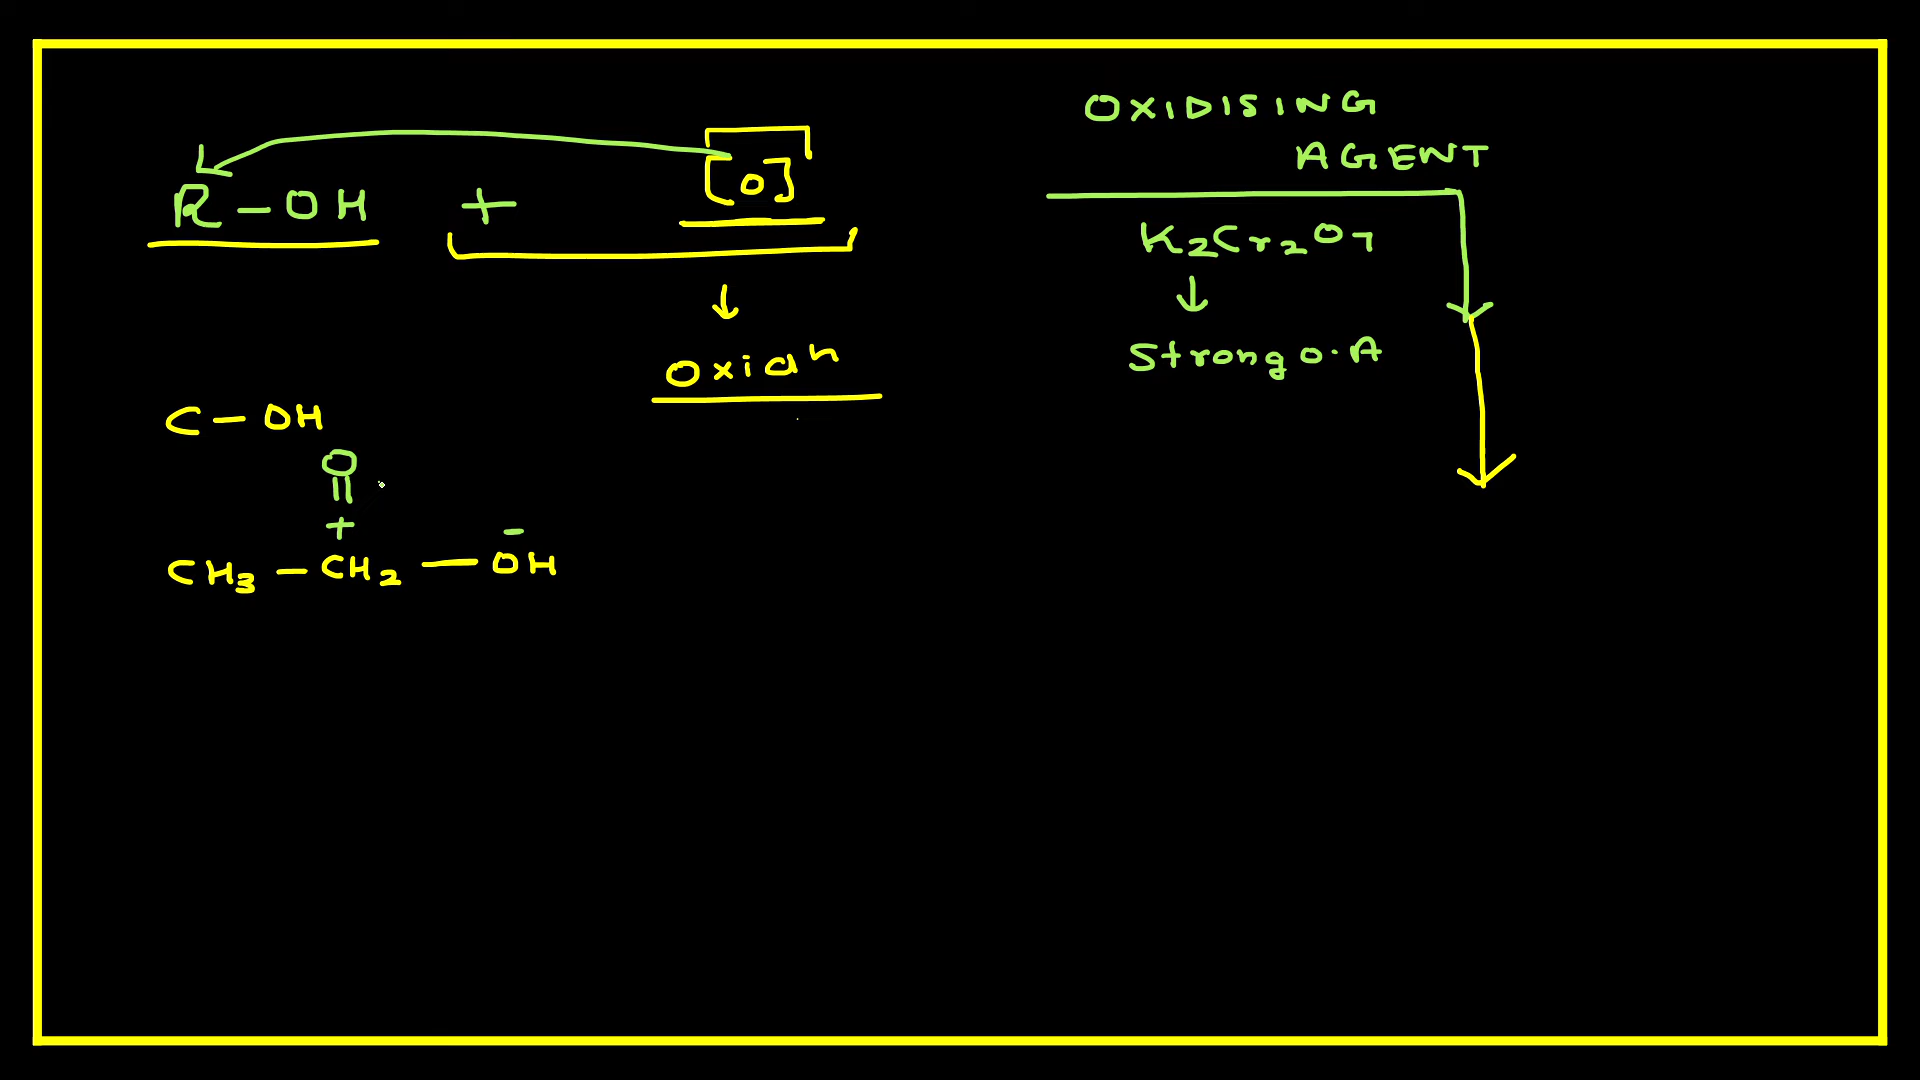 R - OH + [O]
Oxidn
OXIDISING
AGENT
K2Cr2O7
↓
Strong O.A
C - OH
O
||
+ -
CH3 - CH2 - OH